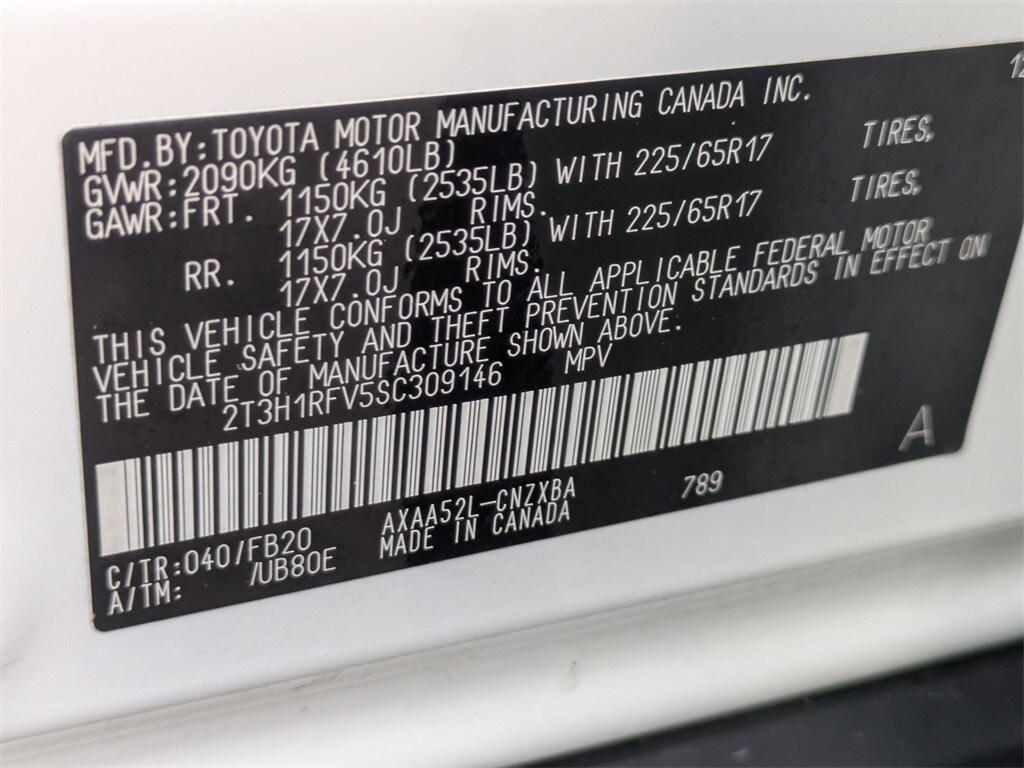 12
MFD.BY:TOYOTA MOTOR MANUFACTURING CANADA INC.
GVWR:2090KG (4610LB)
GAWR:FRT. 1150KG (2535LB) WITH 225/65R17 TIRES,
17X7.0J RIMS.
RR. 1150KG (2535LB) WITH 225/65R17 TIRES,
17X7.0J RIMS.
THIS VEHICLE CONFORMS TO ALL APPLICABLE FEDERAL MOTOR
VEHICLE SAFETY AND THEFT PREVENTION STANDARDS IN EFFECT ON
THE DATE OF MANUFACTURE SHOWN ABOVE.
2T3H1RFV5SC309146 MPV
A
C/TR:040/FB20 AXAA52L-CNZXBA 789
A/TM: /UB80E MADE IN CANADA